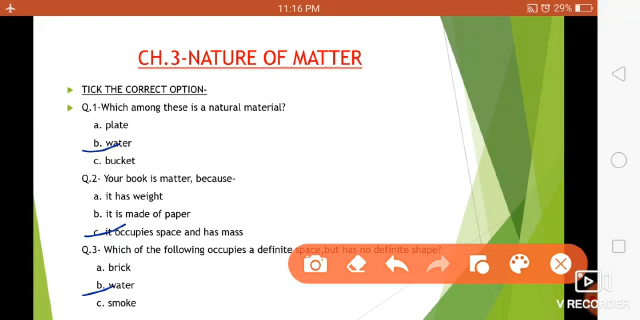 11:16 PM
29%
CH.3-NATURE OF MATTER
TICK THE CORRECT OPTION-
Q.1-Which among these is a natural material?
a. plate
b. water
c. bucket
Q.2- Your book is matter, because-
a. it has weight
b. it is made of paper
c. it occupies space and has mass
Q.3- Which of the following occupies a definite space,but has no definite shape?
a. brick
b. water
c. smoke
V RECORDER